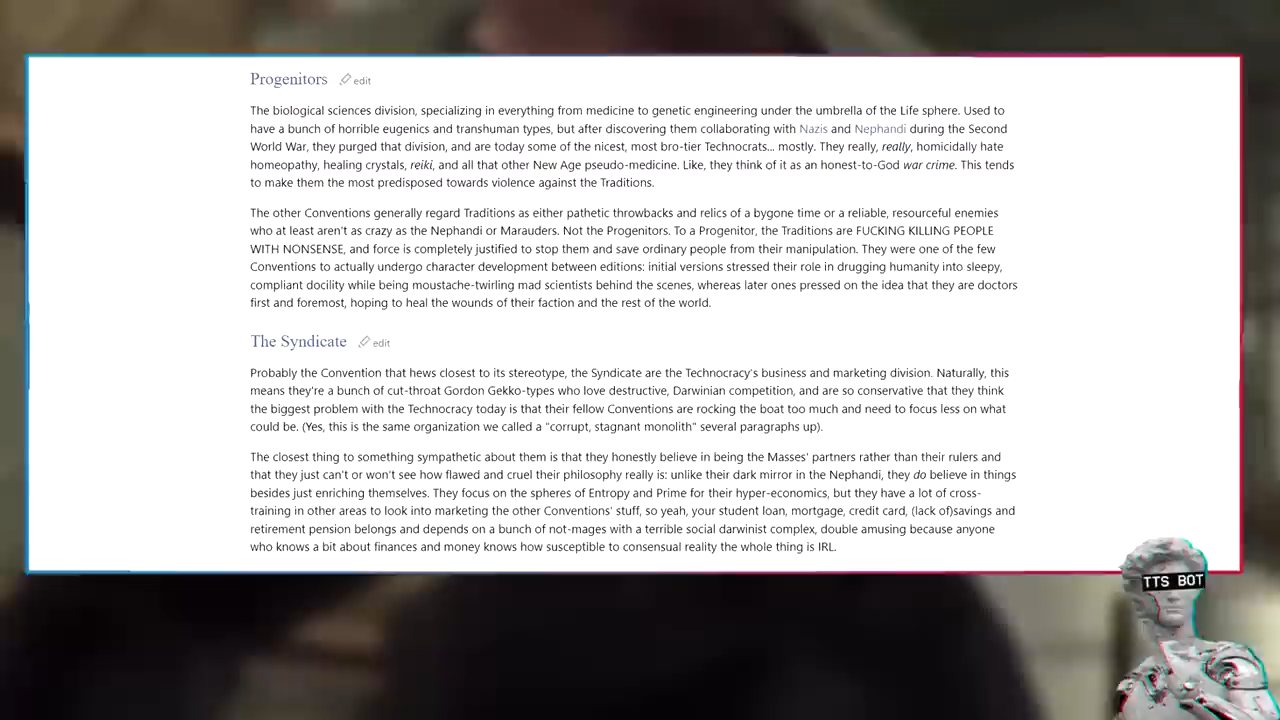 Progenitors edit
The biological sciences division, specializing in everything from medicine to genetic engineering under the umbrella of the Life sphere. Used to
have a bunch of horrible eugenics and transhuman types, but after discovering them collaborating with Nazis and Nephandi during the Second
World War, they purged that division, and are today some of the nicest, most bro-tier Technocrats... mostly. They really, really, homicidally hate
homeopathy, healing crystals, reiki, and all that other New Age pseudo-medicine. Like, they think of it as an honest-to-God war crime. This tends
to make them the most predisposed towards violence against the Traditions.
The other Conventions generally regard Traditions as either pathetic throwbacks and relics of a bygone time or a reliable, resourceful enemies
who at least aren't as crazy as the Nephandi or Marauders. Not the Progenitors. To a Progenitor, the Traditions are FUCKING KILLING PEOPLE
WITH NONSENSE, and force is completely justified to stop them and save ordinary people from their manipulation. They were one of the few
Conventions to actually undergo character development between editions: initial versions stressed their role in drugging humanity into sleepy,
compliant docility while being moustache-twirling mad scientists behind the scenes, whereas later ones pressed on the idea that they are doctors
first and foremost, hoping to heal the wounds of their faction and the rest of the world.
The Syndicate edit
Probably the Convention that hews closest to its stereotype, the Syndicate are the Technocracy's business and marketing division. Naturally, this
means they're a bunch of cut-throat Gordon Gekko-types who love destructive, Darwinian competition, and are so conservative that they think
the biggest problem with the Technocracy today is that their fellow Conventions are rocking the boat too much and need to focus less on what
could be. (Yes, this is the same organization we called a "corrupt, stagnant monolith" several paragraphs up).
The closest thing to something sympathetic about them is that they honestly believe in being the Masses' partners rather than their rulers and
that they just can't or won't see how flawed and cruel their philosophy really is: unlike their dark mirror in the Nephandi, they do believe in things
besides just enriching themselves. They focus on the spheres of Entropy and Prime for their hyper-economics, but they have a lot of cross-
training in other areas to look into marketing the other Conventions' stuff, so yeah, your student loan, mortgage, credit card, (lack of)savings and
retirement pension belongs and depends on a bunch of not-mages with a terrible social darwinist complex, double amusing because anyone
who knows a bit about finances and money knows how susceptible to consensual reality the whole thing is IRL.
TTS BOT